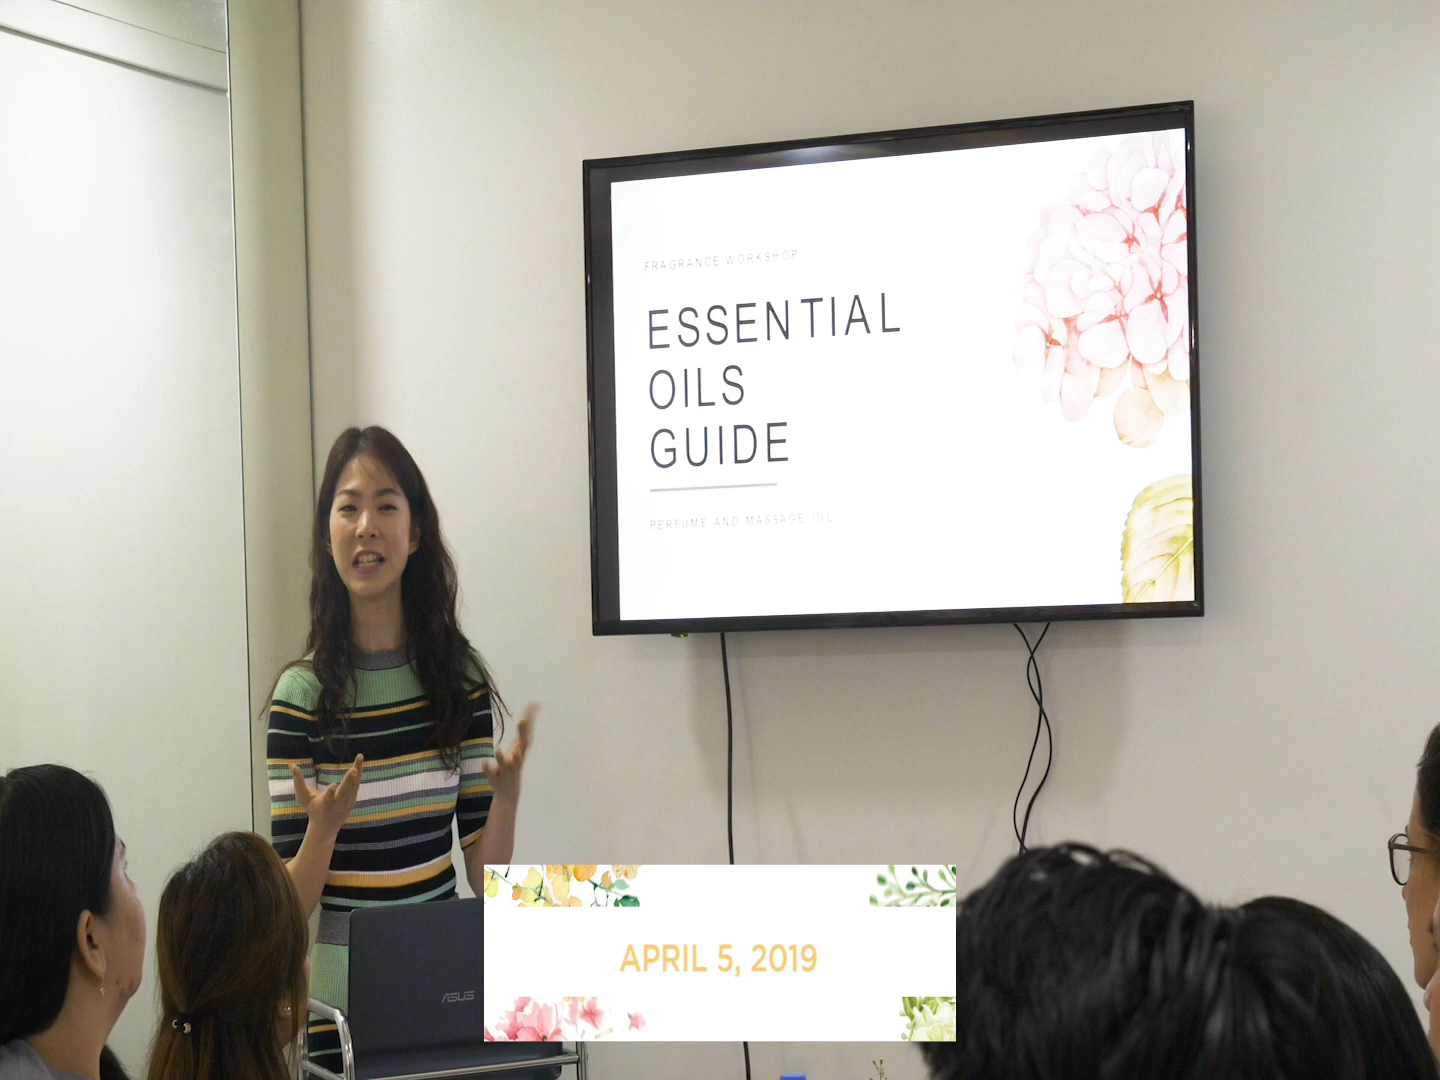 FRAGRANCE WORKSHOP
ESSENTIAL
OILS
GUIDE
PERFUME AND MASSAGE OIL
ASUS
APRIL 5, 2019